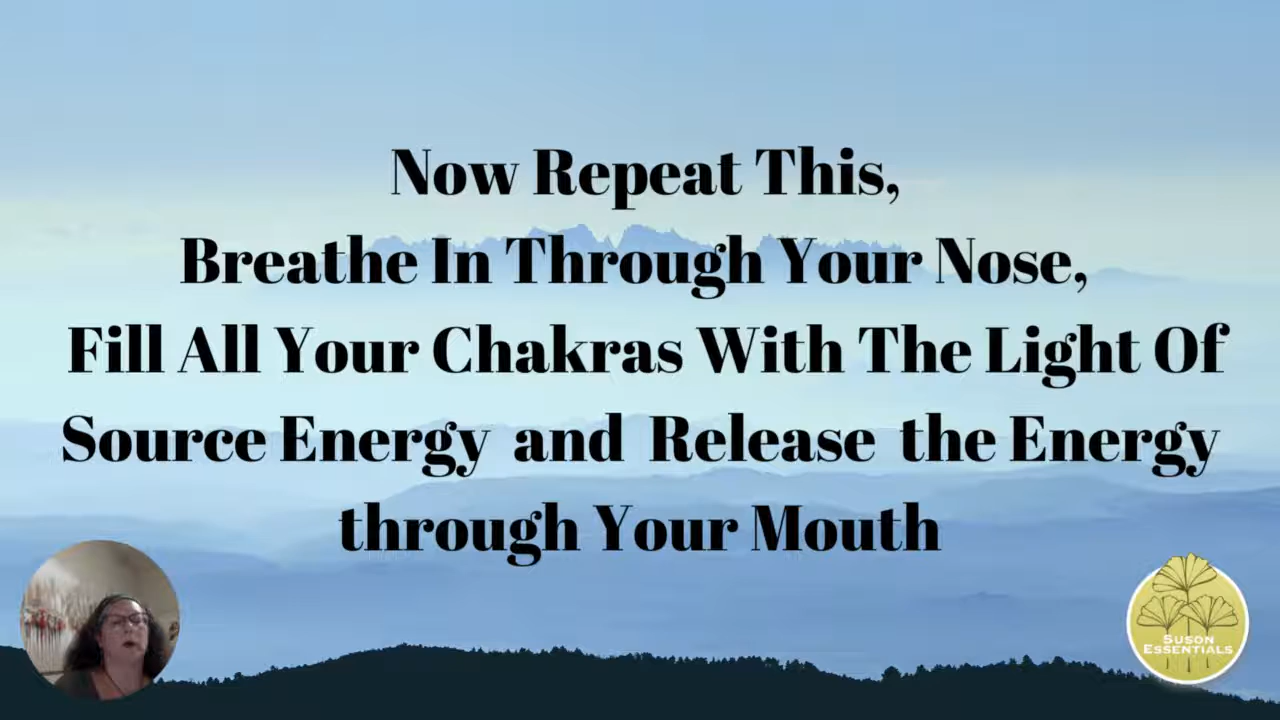 Now Repeat This,
Breathe In Through Your Nose,
Fill All Your Chakras With The Light Of
Source Energy and Release the Energy
through Your Mouth
SUSON
ESSENTIALS